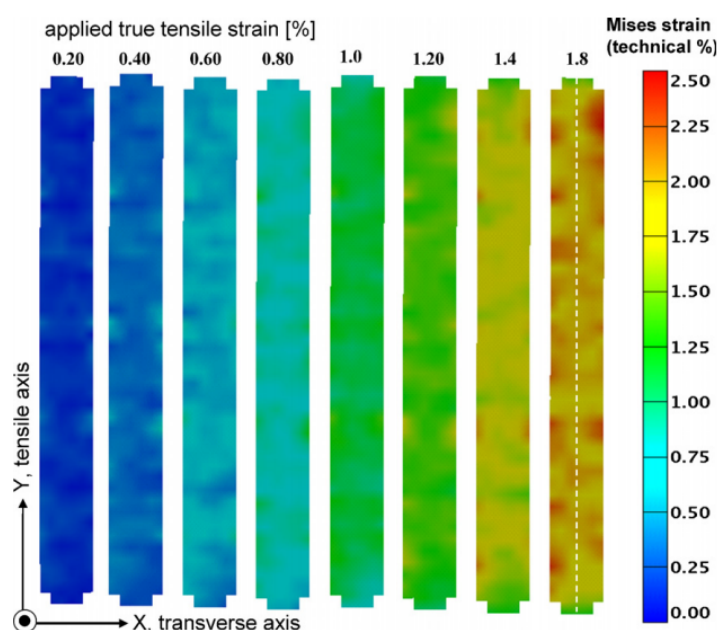 applied true tensile strain [%]
Mises strain
(technical %)
0.20 0.40 0.60 0.80 1.0 1.20 1.4 1.8
2.50
2.25
2.00
1.75
1.50
1.25
1.00
0.75
0.50
0.25
0.00
Y, tensile axis
X, transverse axis